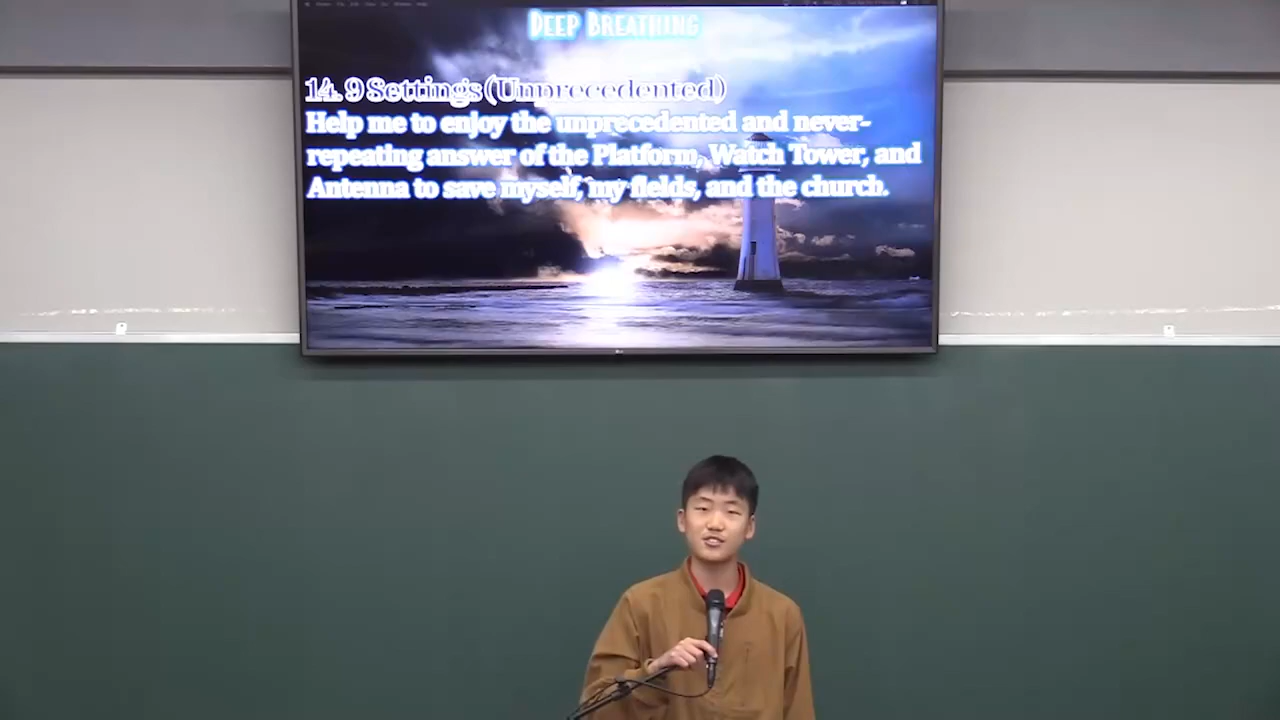 Deep Breathing
14. 9 Settings (Unprecedented)
Help me to enjoy the unprecedented and never-
repeating answer of the Platform, Watch Tower, and
Antenna to save myself, my fields, and the church.